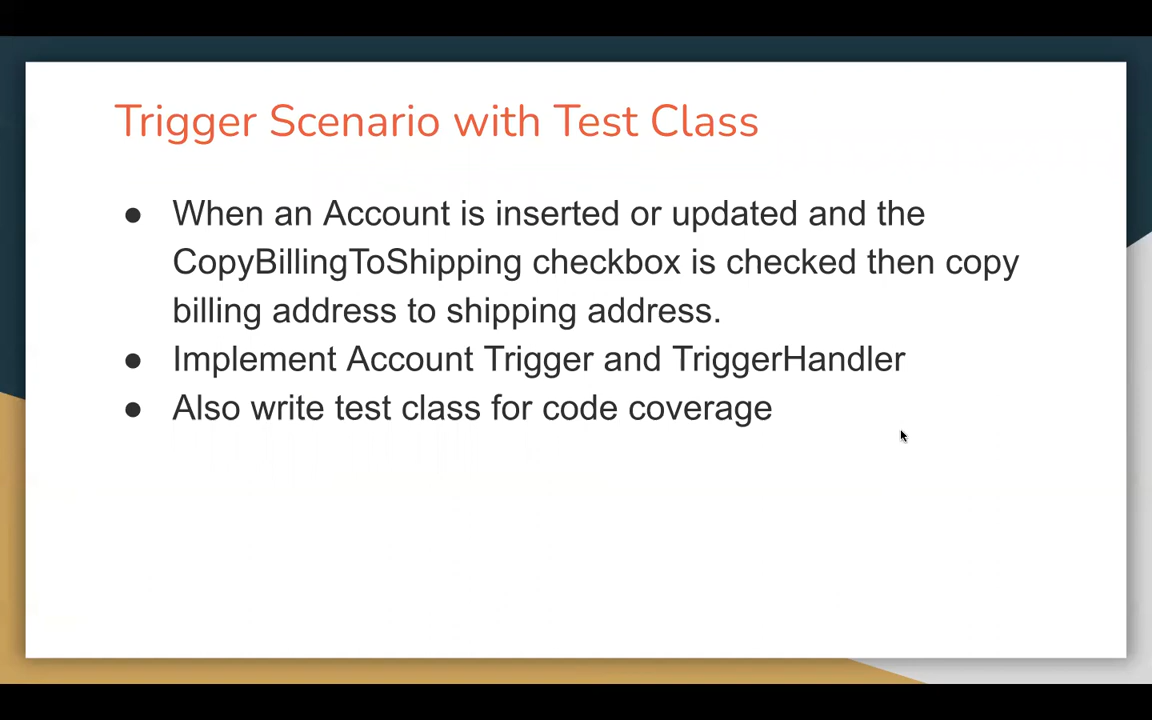 Trigger Scenario with Test Class
● When an Account is inserted or updated and the
CopyBillingToShipping checkbox is checked then copy
billing address to shipping address.
● Implement Account Trigger and TriggerHandler
● Also write test class for code coverage